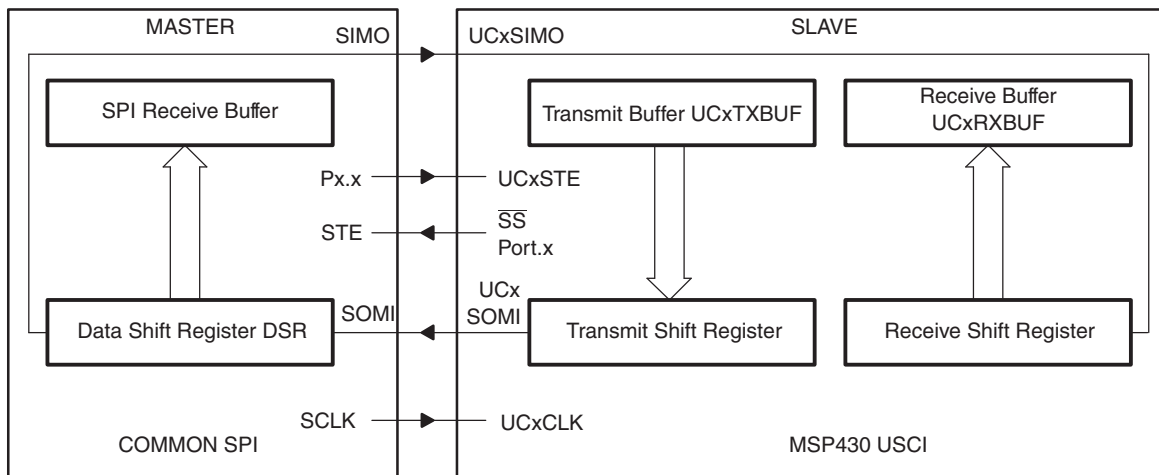 MASTER
SLAVE
SIMO
UCxSIMO
SPI Receive Buffer
Transmit Buffer UCxTXBUF
Receive Buffer
UCxRXBUF
Px.x
UCxSTE
STE
SS
Port.x
SOMI
UCx
SOMI
Data Shift Register DSR
Transmit Shift Register
Receive Shift Register
SCLK
UCxCLK
COMMON SPI
MSP430 USCI